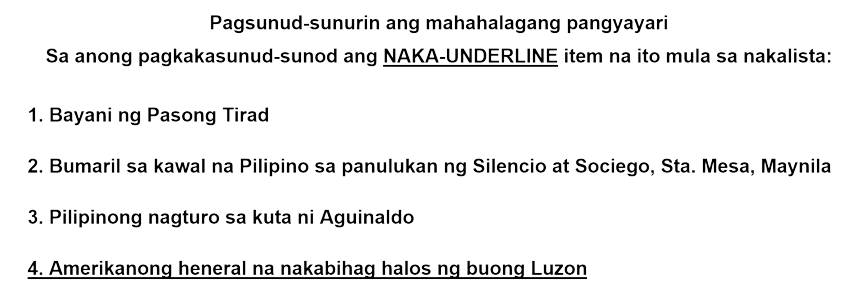 Pagsunud-sunurin ang mahahalagang pangyayari
Sa anong pagkakasunud-sunod ang NAKA-UNDERLINE item na ito mula sa nakalista:
1. Bayani ng Pasong Tirad
2. Bumaril sa kawal na Pilipino sa panulukan ng Silencio at Sociego, Sta. Mesa, Maynila
3. Pilipinong nagturo sa kuta ni Aguinaldo
4. Amerikanong heneral na nakabihag halos ng buong Luzon